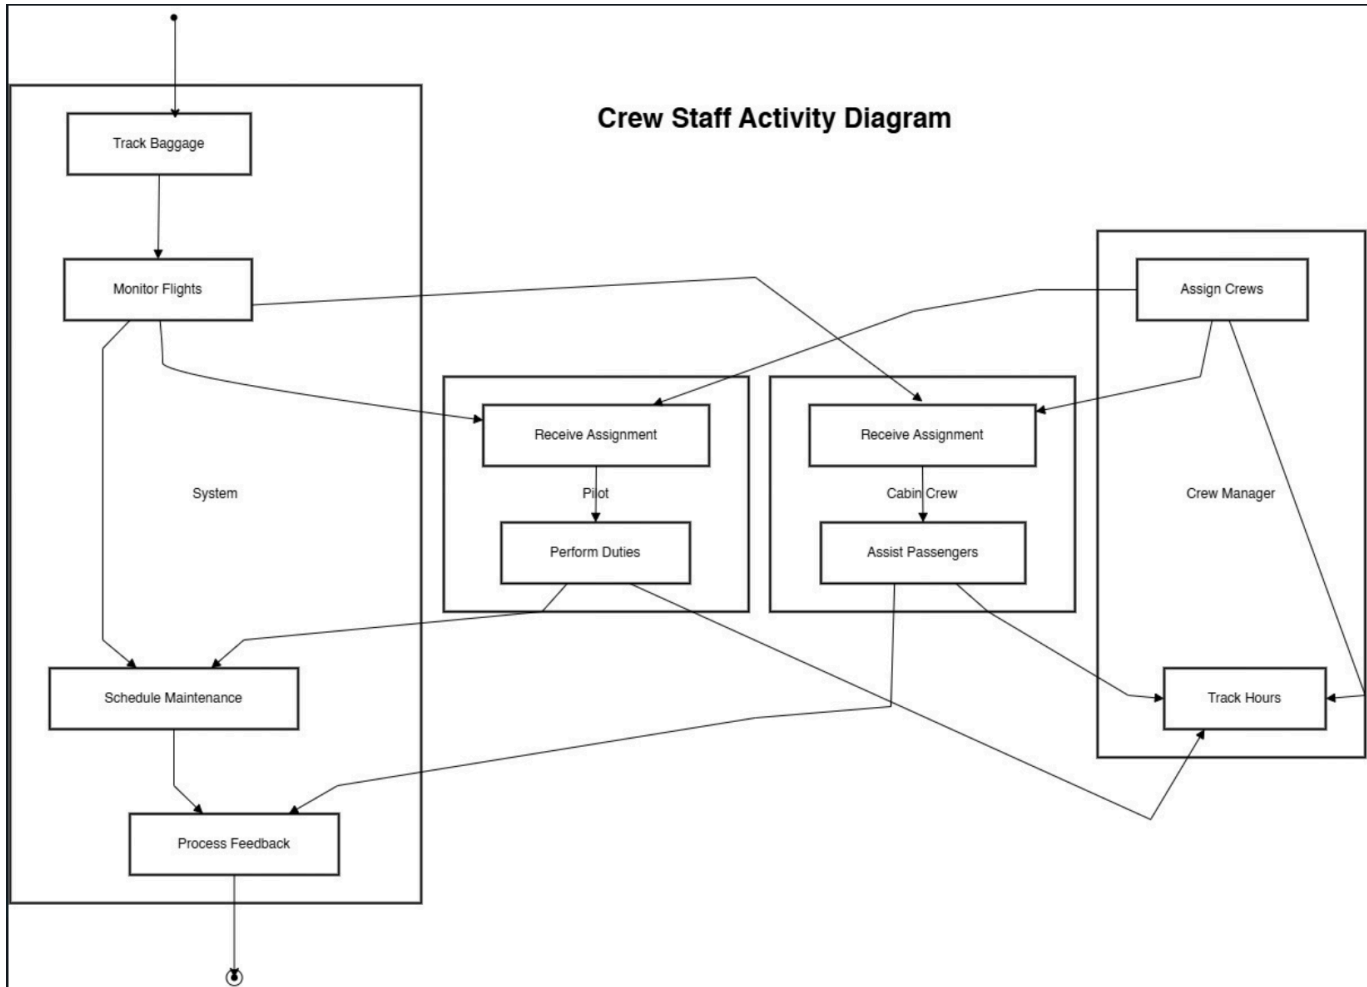 Crew Staff Activity Diagram
Track Baggage
Monitor Flights
Assign Crews
Receive Assignment
Receive Assignment
System
Pilot
Cabin Crew
Crew Manager
Perform Duties
Assist Passengers
Schedule Maintenance
Track Hours
Process Feedback